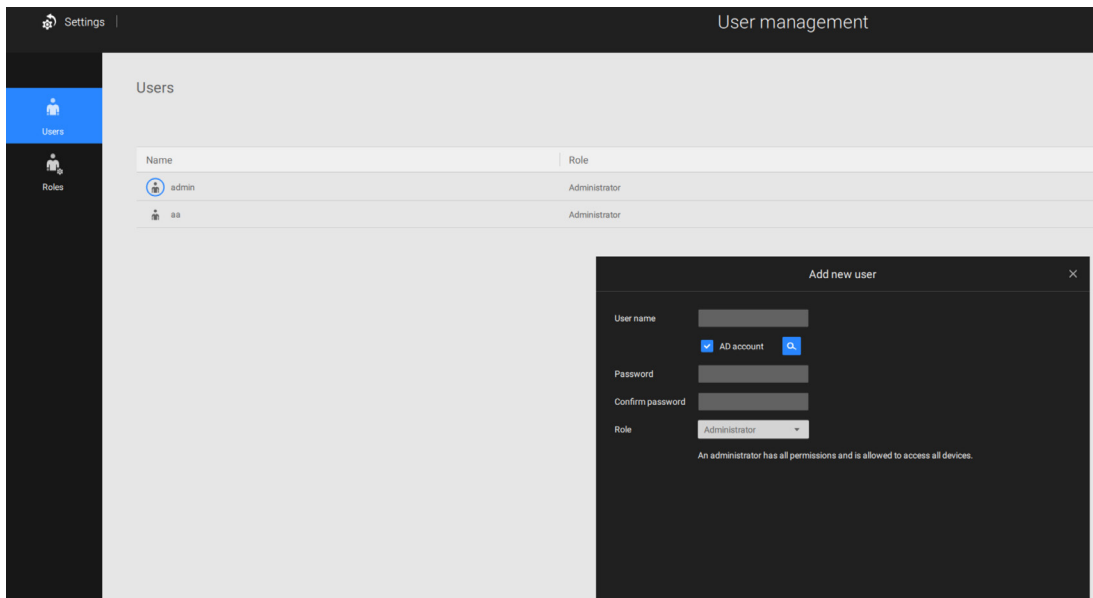 Settings
User management
Users
Users
Roles
Name Role
admin Administrator
aa Administrator
Add new user
User name
AD account
Password
Confirm password
Role Administrator
An administrator has all permissions and is allowed to access all devices.